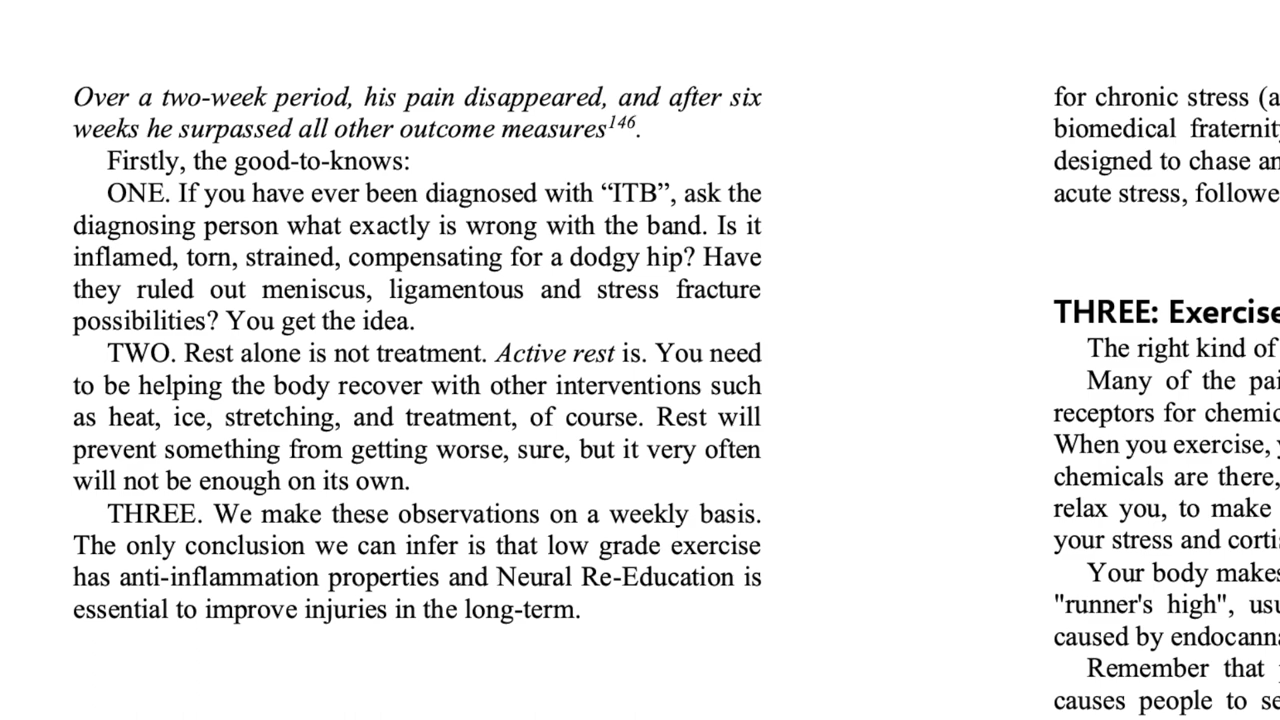 Over a two-week period, his pain disappeared, and after six
weeks he surpassed all other outcome measures146.
Firstly, the good-to-knows:
ONE. If you have ever been diagnosed with “ITB”, ask the
diagnosing person what exactly is wrong with the band. Is it
inflamed, torn, strained, compensating for a dodgy hip? Have
they ruled out meniscus, ligamentous and stress fracture
possibilities? You get the idea.
TWO. Rest alone is not treatment. Active rest is. You need
to be helping the body recover with other interventions such
as heat, ice, stretching, and treatment, of course. Rest will
prevent something from getting worse, sure, but it very often
will not be enough on its own.
THREE. We make these observations on a weekly basis.
The only conclusion we can infer is that low grade exercise
has anti-inflammation properties and Neural Re-Education is
essential to improve injuries in the long-term.
for chronic stress (a
biomedical
designed to chase
acute stress,
THREE: Exercise
The right kind of
Many of the
receptors for
When you exercise,
chemicals are there,
relax you, to make
your stress and
Your body makes
"runner's high",
caused by
Remember that
causes people to